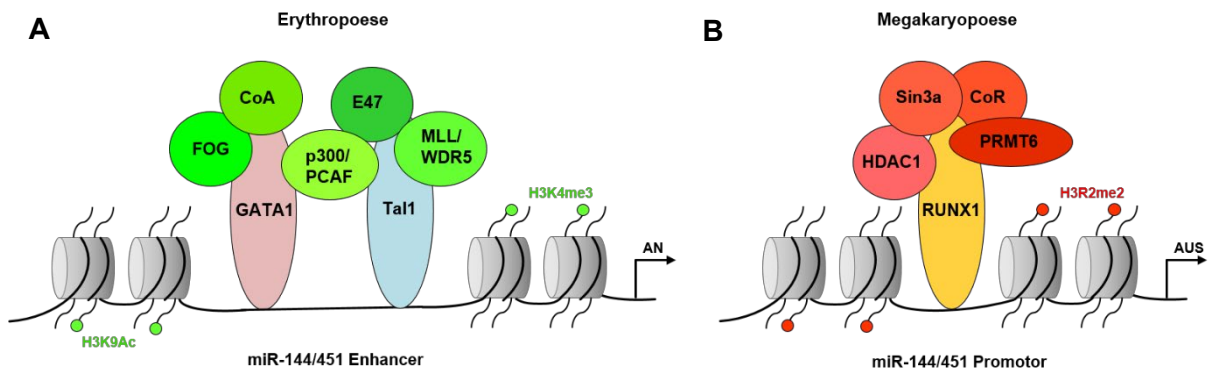 A
Erythropoese
CoA
E47
FOG
p300/
PCAF
MLL/
WDR5
GATA1
Tal1
H3K4me3
AN
H3K9Ac
miR-144/451 Enhancer
B
Megakaryopoese
Sin3a
CoR
PRMT6
HDAC1
RUNX1
H3R2me2
AUS
miR-144/451 Promotor